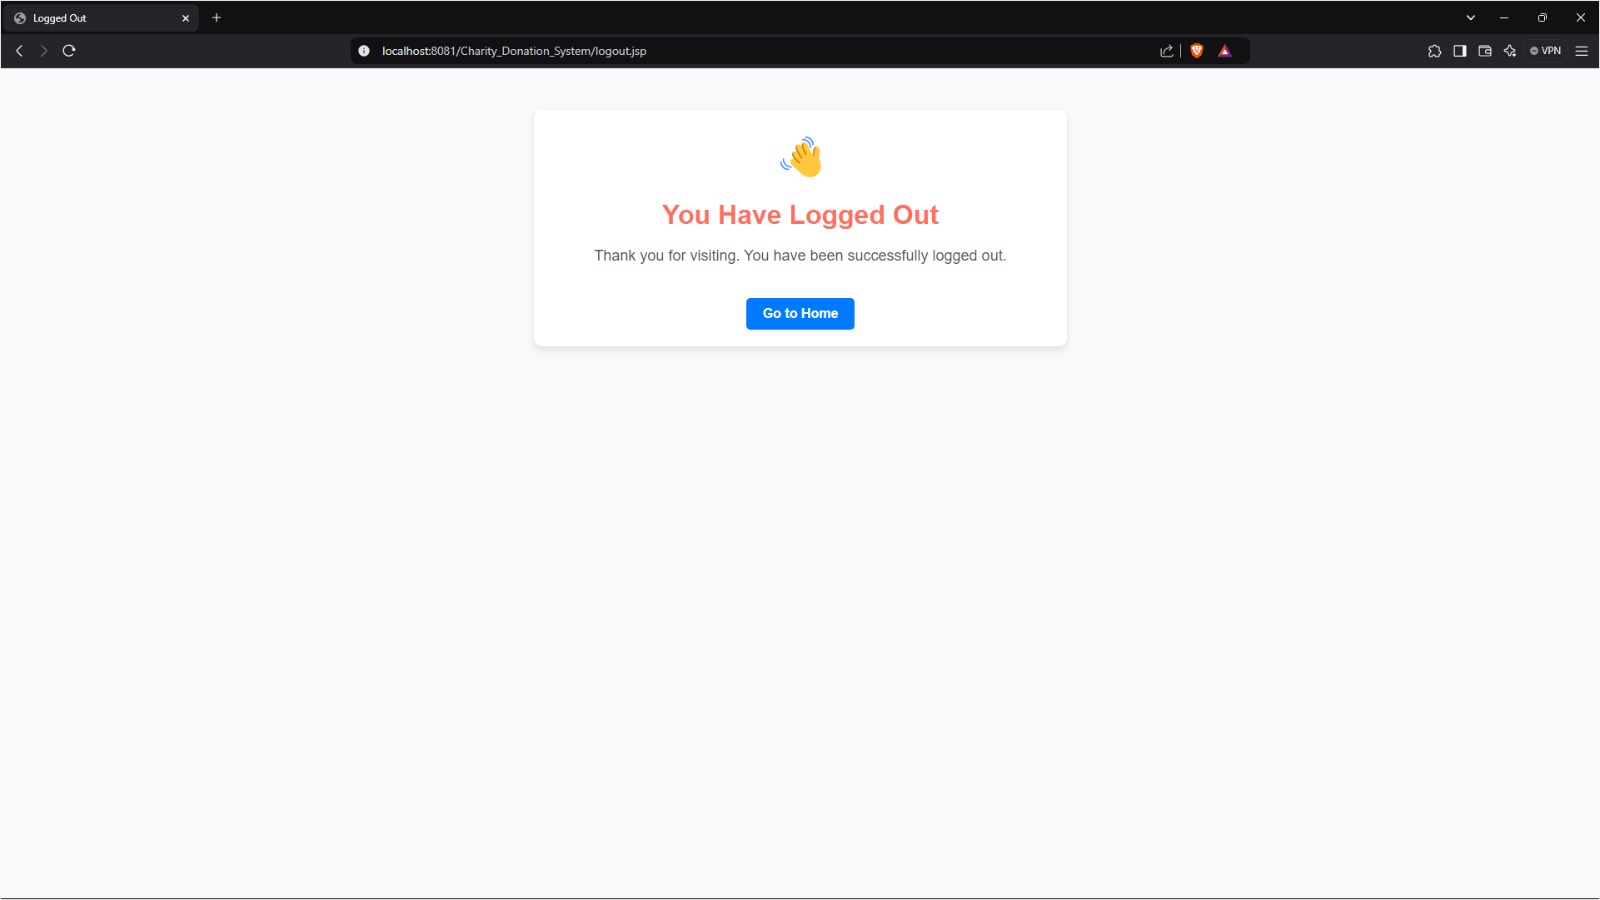 Logged Out
localhost:8081/Charity_Donation_System/logout.jsp
VPN
You Have Logged Out
Thank you for visiting. You have been successfully logged out.
Go to Home